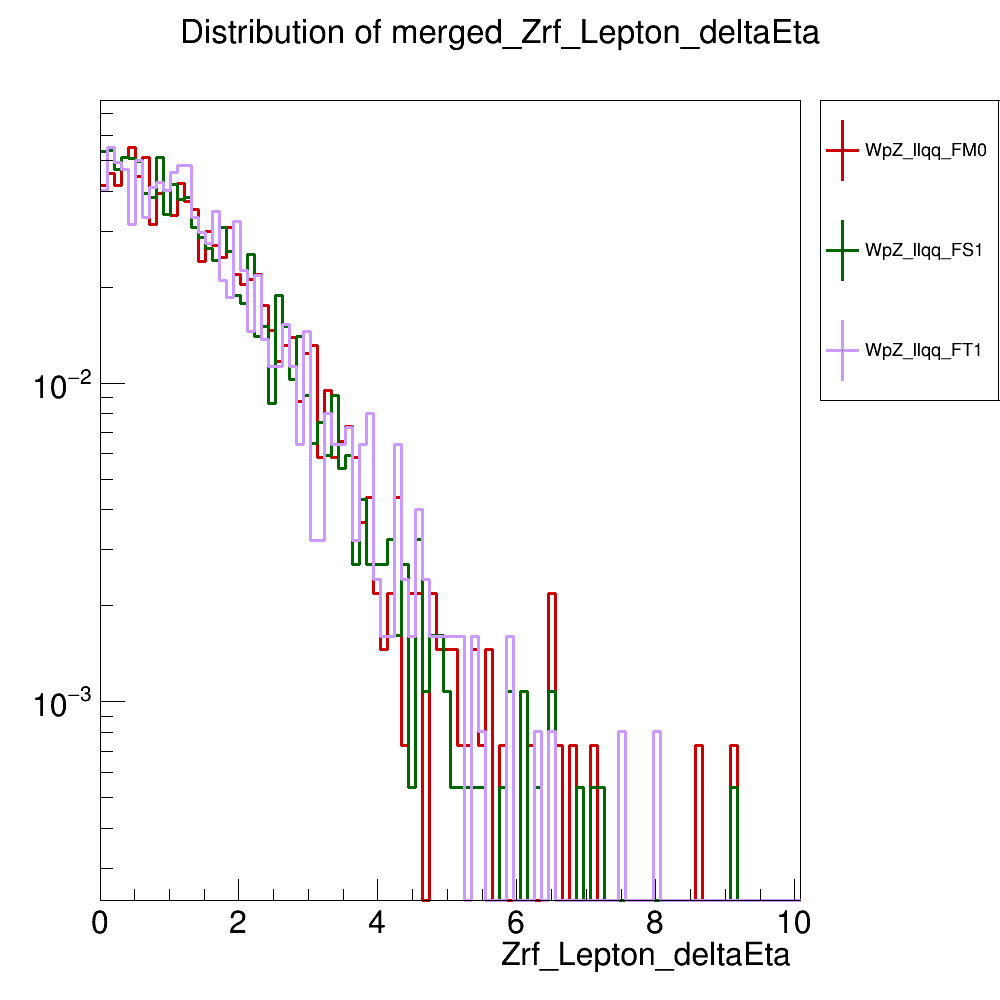 Distribution of merged_Zrf_Lepton_deltaEta
WpZ_llqq_FM0
WpZ_llqq_FS1
WpZ_llqq_FT1
10−2
10−3
0 2 4 6 8 10
Zrf_Lepton_deltaEta